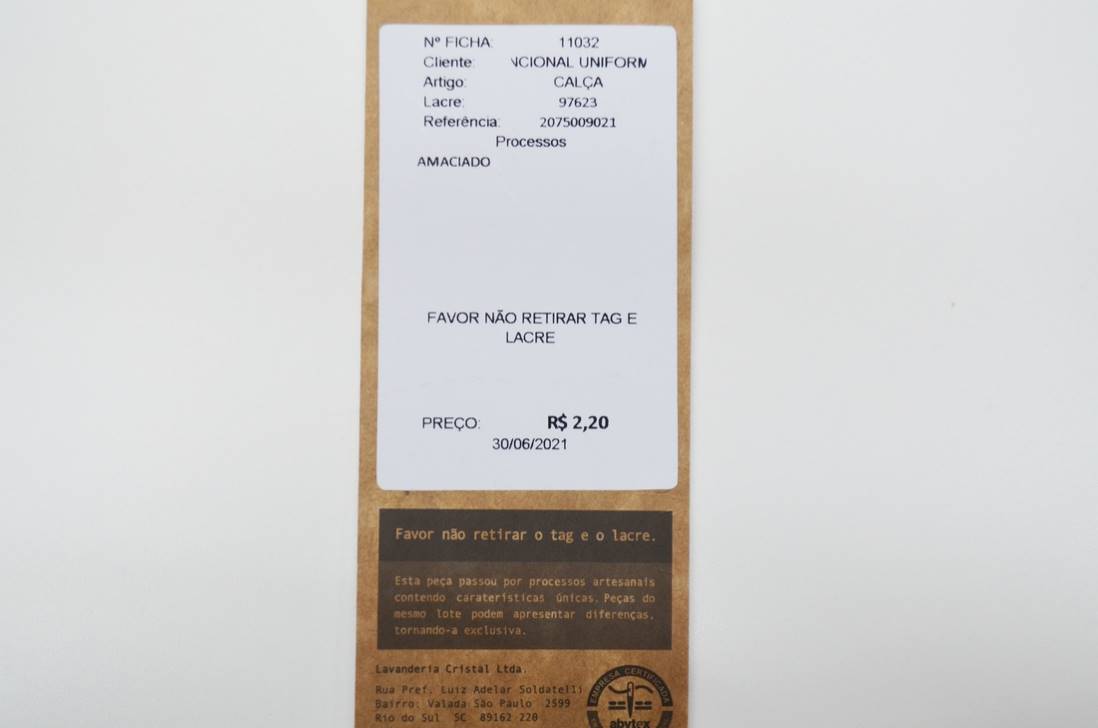 Nº FICHA: 11032
Cliente: NCIONAL UNIFORM
Artigo: CALÇA
Lacre: 97623
Referência: 2075009021
Processos
AMACIADO
FAVOR NÃO RETIRAR TAG E
LACRE
PREÇO: R$ 2,20
30/06/2021
Favor não retirar o tag e o lacre.
Esta peça passou por processos artesanais
contendo caraterísticas únicas. Peças do
mesmo lote podem apresentar diferenças,
tornando-a exclusiva.
Lavanderia Cristal Ltda.
Rua Pref. Luiz Adelar Soldatelli
Bairro: Valada São Paulo 2599
Rio do Sul SC 89162 220
EMPRESA CERTIFICADA
abvtex